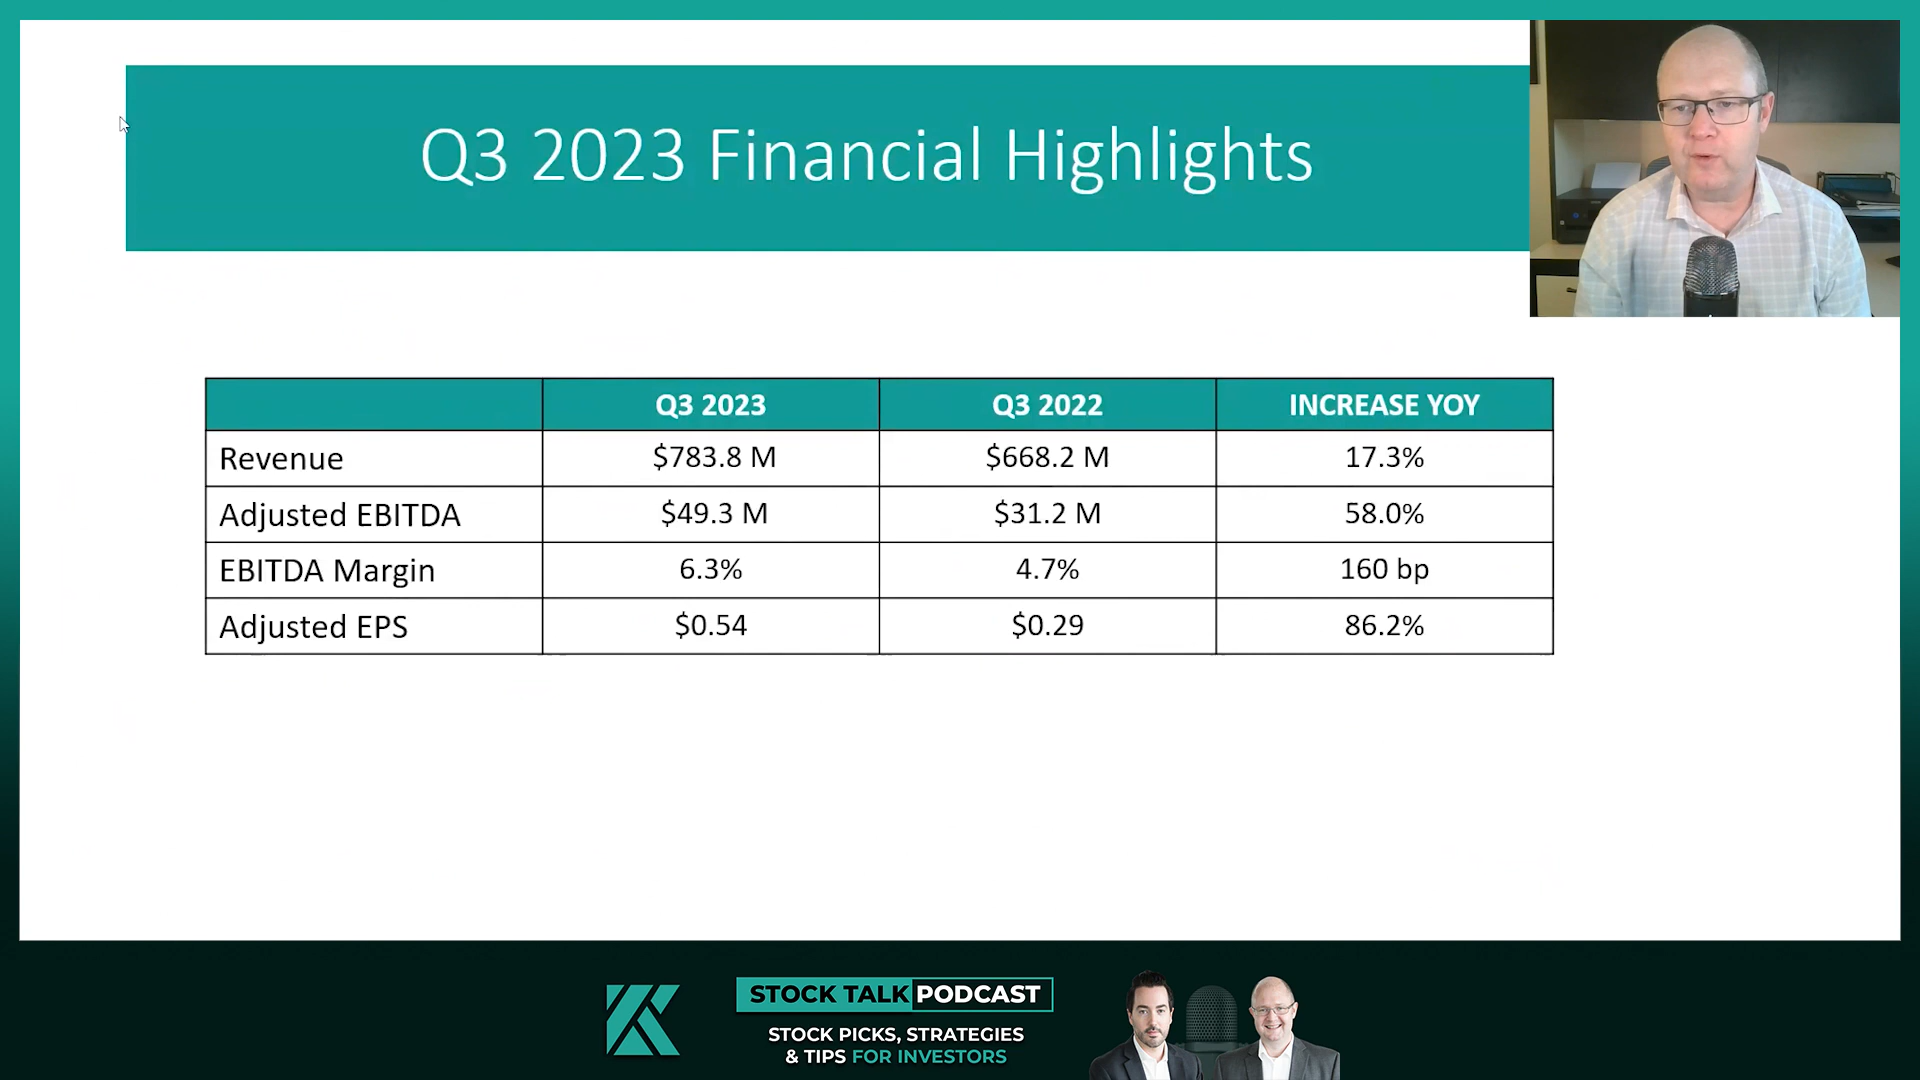 Q3 2023 Financial Highlights
Q3 2023 Q3 2022 INCREASE YOY
Revenue $783.8 M $668.2 M 17.3%
Adjusted EBITDA $49.3 M $31.2 M 58.0%
EBITDA Margin 6.3% 4.7% 160 bp
Adjusted EPS $0.54 $0.29 86.2%
STOCK TALK PODCAST
STOCK PICKS, STRATEGIES
& TIPS FOR INVESTORS